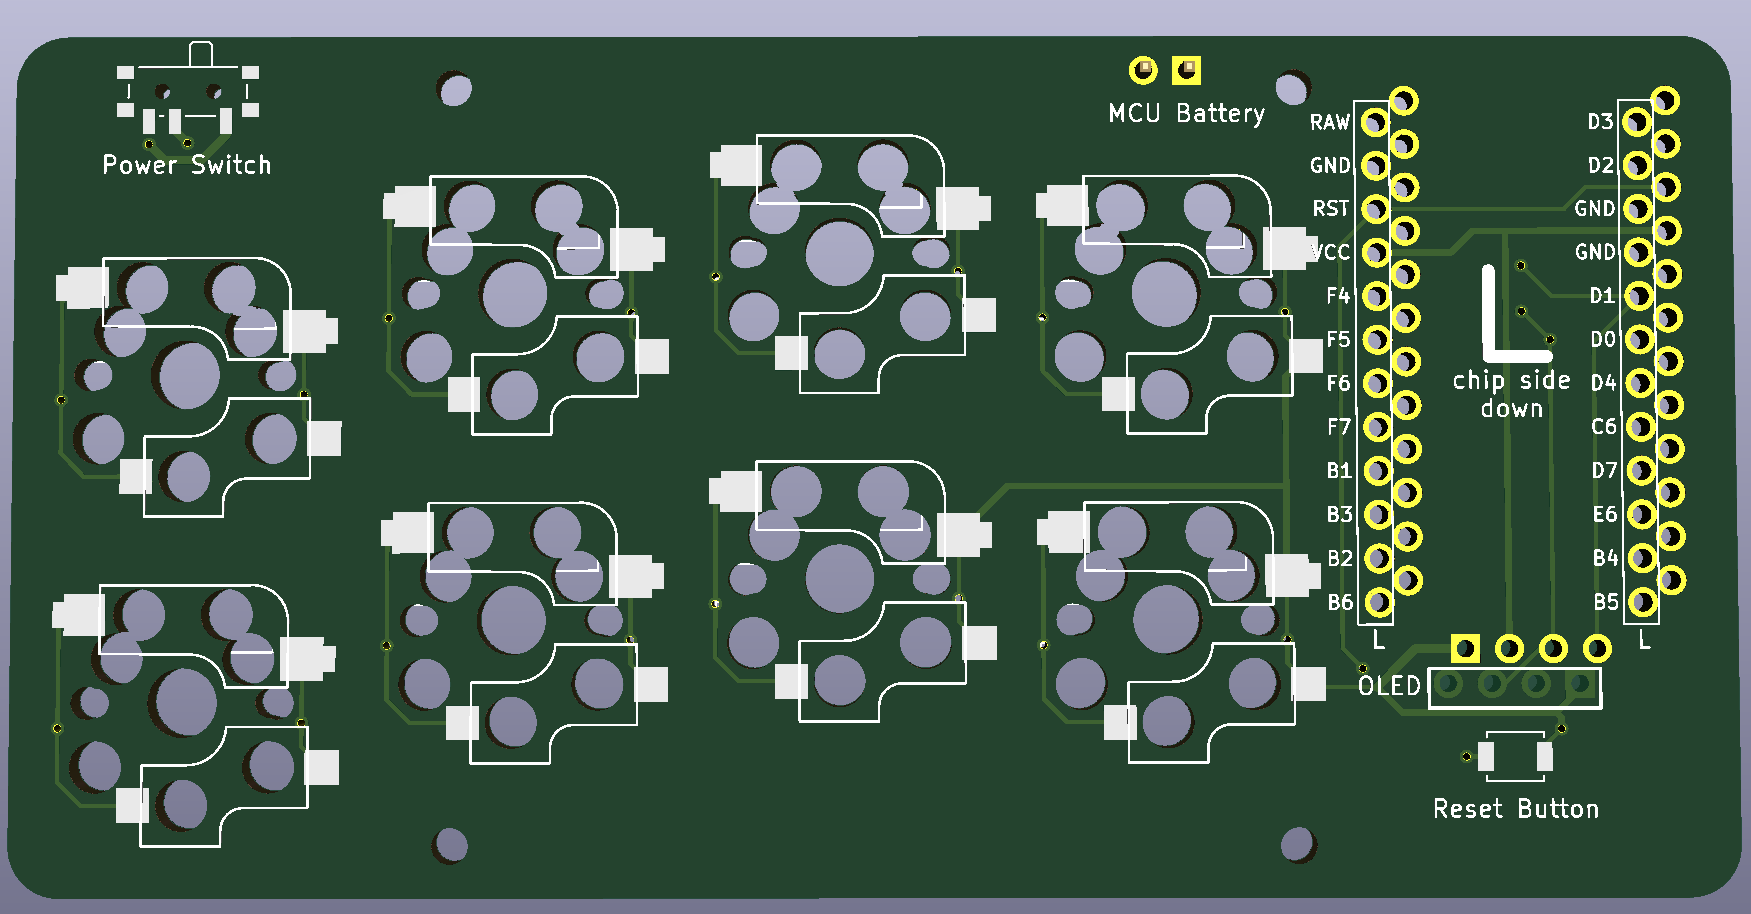 Power Switch
MCU Battery
RAW
GND
RST
VCC
F4
F5
F6
F7
B1
B3
B2
B6
L
D3
D2
GND
GND
D1
D0
D4
C6
D7
E6
B4
B5
L
L
chip side
down
OLED
Reset Button